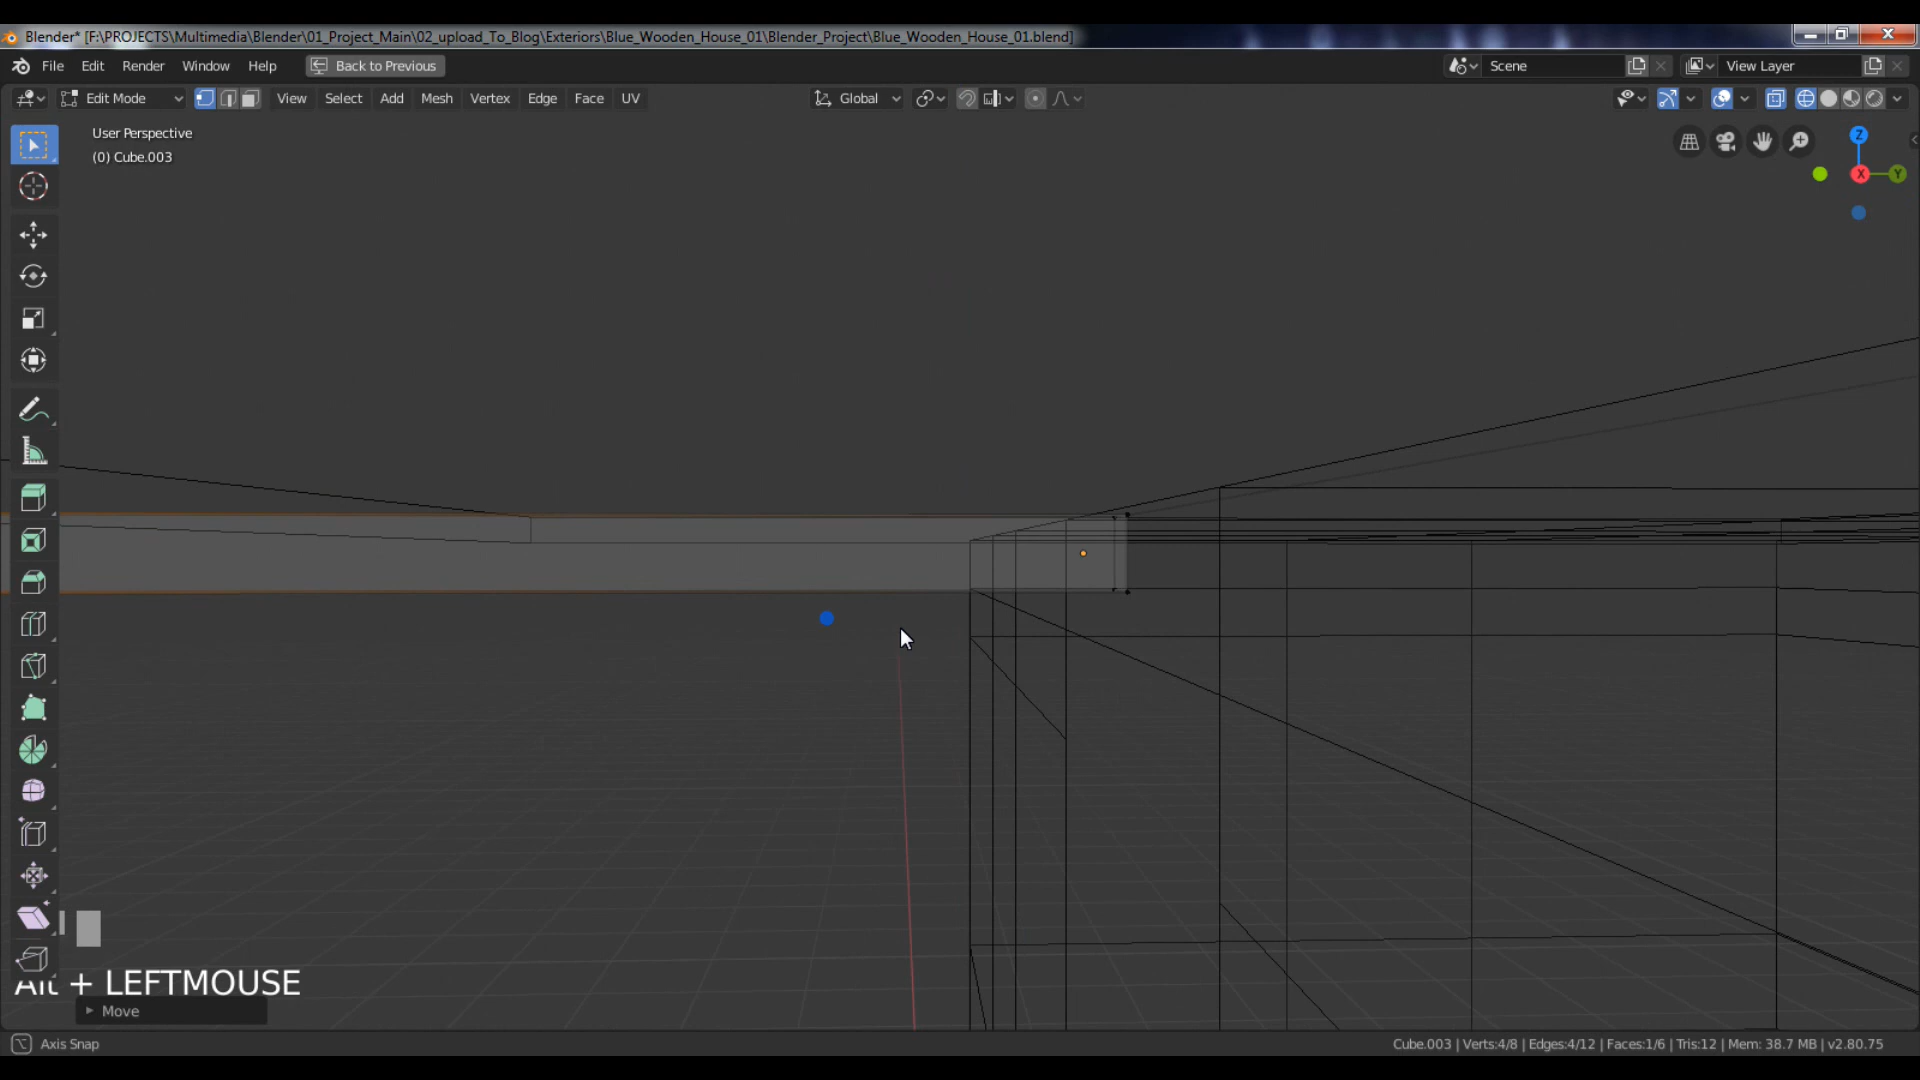 Blender* [F:\PROJECTS\Multimedia\Blender\01_Project_Main\02_upload_To_Blog\Exteriors\Blue_Wooden_House_01\Blender_Project\Blue_Wooden_House_01.blend]
File Edit Render Window Help Back to Previous Scene View Layer
Edit Mode View Select Add Mesh Vertex Edge Face UV Global
User Perspective
(0) Cube.003
Z
X
Y
Alt + LEFTMOUSE
Move
Axis Snap
Cube.003 | Verts:4/8 | Edges:4/12 | Faces:1/6 | Tris:12 | Mem: 38.7 MB | v2.80.75